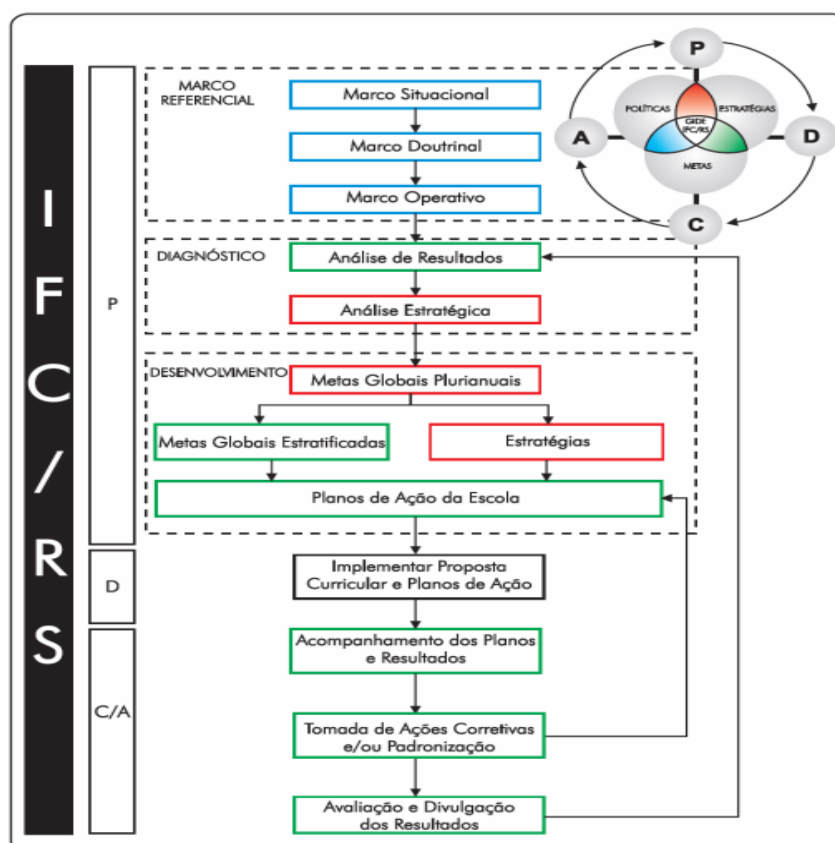 I
F
C
/
R
S
P
D
C/A
MARCO
REFERENCIAL
Marco Situacional
Marco Doutrinal
Marco Operativo
DIAGNÓSTICO
Análise de Resultados
Análise Estratégica
DESENVOLVIMENTO
Metas Globais Plurianuais
Metas Globais Estratificadas
Estratégias
Planos de Ação da Escola
Implementar Proposta
Curricular e Planos de Ação
Acompanhamento dos Planos
e Resultados
Tomada de Ações Corretivas
e/ou Padronização
Avaliação e Divulgação
dos Resultados
P
POLÍTICAS
ESTRATÉGIAS
A
GIDE
IFC/RS
D
METAS
C